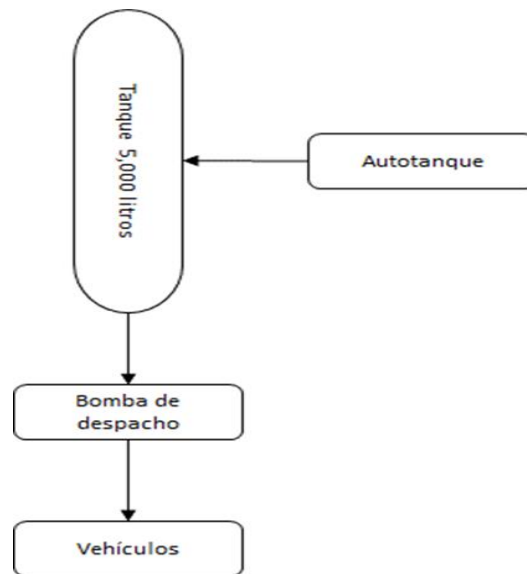 Tanque 5,000 litros
Autotanque
Bomba de
despacho
Vehículos